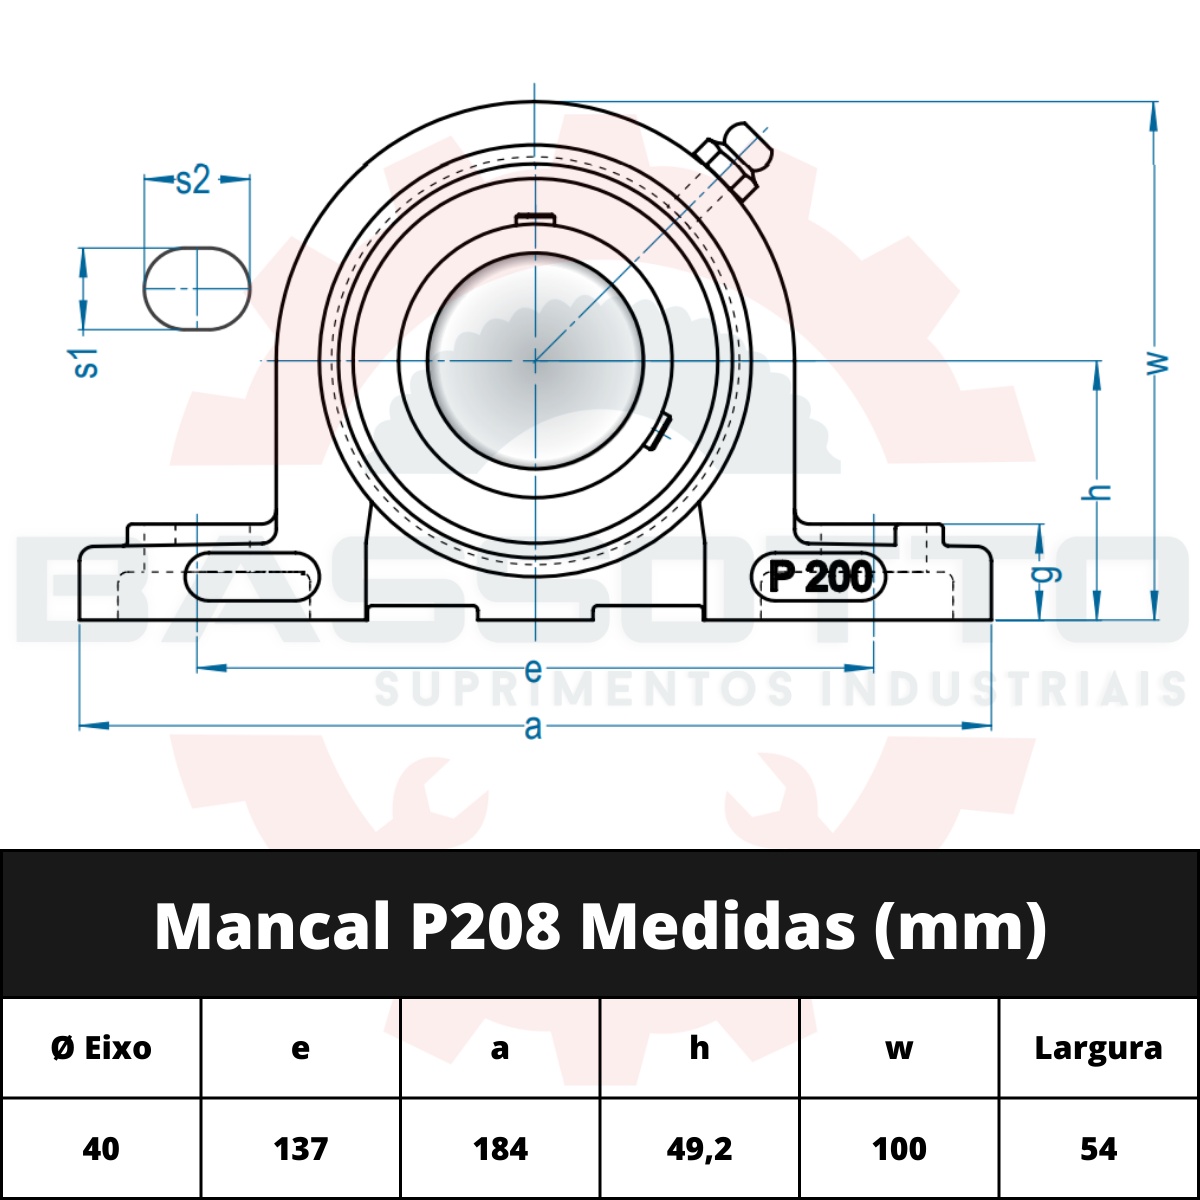 s2
s1
w
h
g
P 200
BASSOTTO
e
SUPRIMENTOS INDUSTRIAIS
a
Mancal P208 Medidas (mm)
Ø Eixo e a h w Largura
40 137 184 49,2 100 54